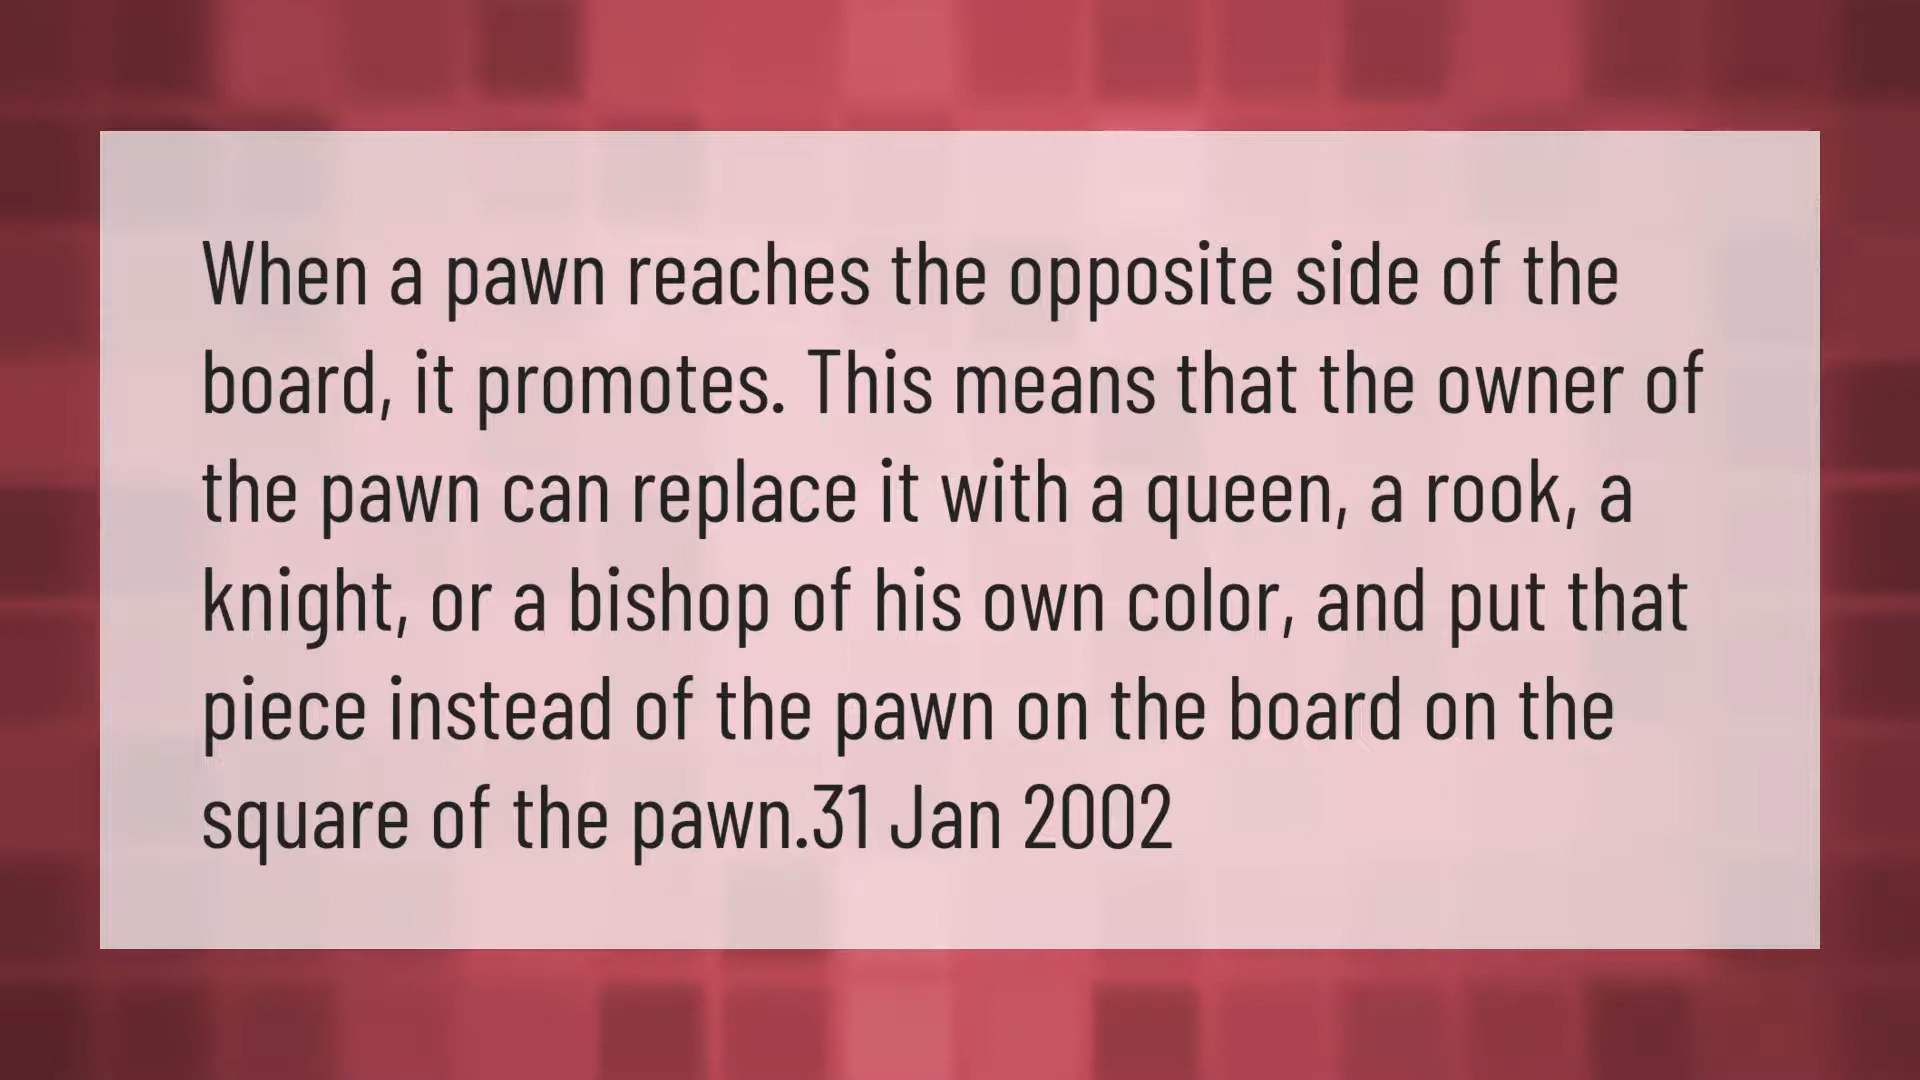 When a pawn reaches the opposite side of the
board, it promotes. This means that the owner of
the pawn can replace it with a queen, a rook, a
knight, or a bishop of his own color, and put that
piece instead of the pawn on the board on the
square of the pawn.31 Jan 2002